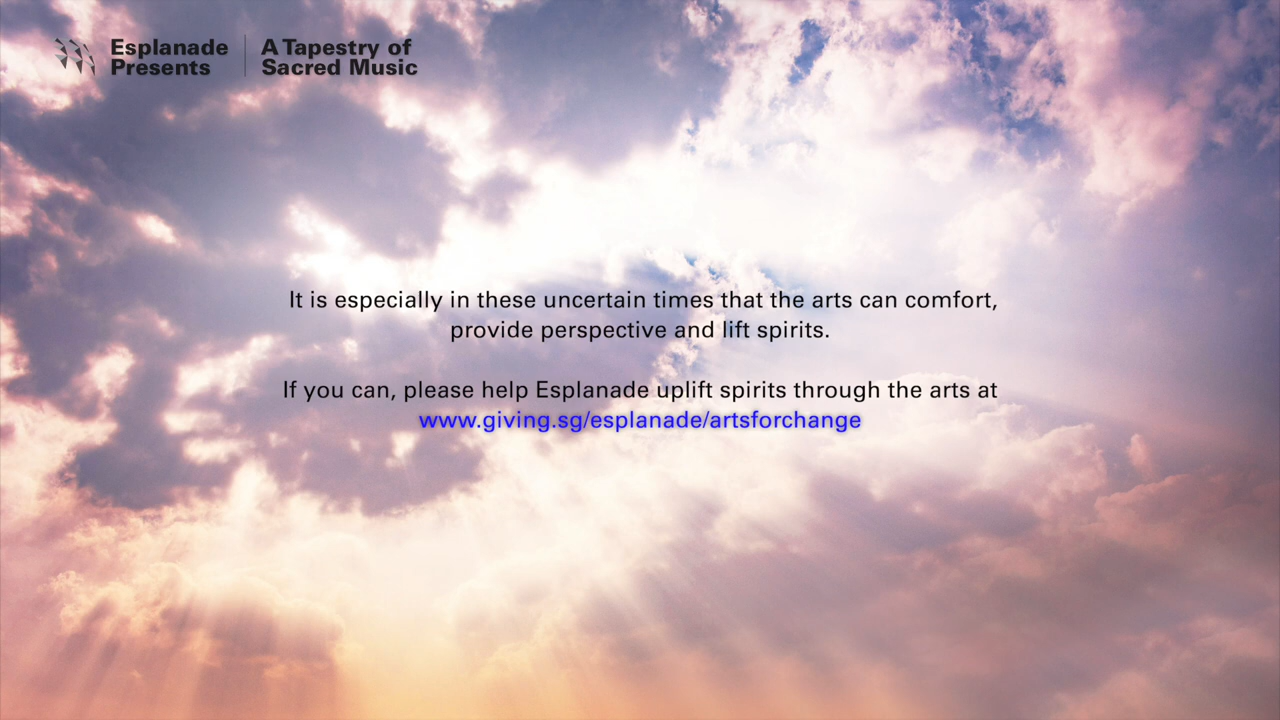 Esplanade Presents
A Tapestry of Sacred Music
It is especially in these uncertain times that the arts can comfort,
provide perspective and lift spirits.
If you can, please help Esplanade uplift spirits through the arts at
www.giving.sg/esplanade/artsforchange